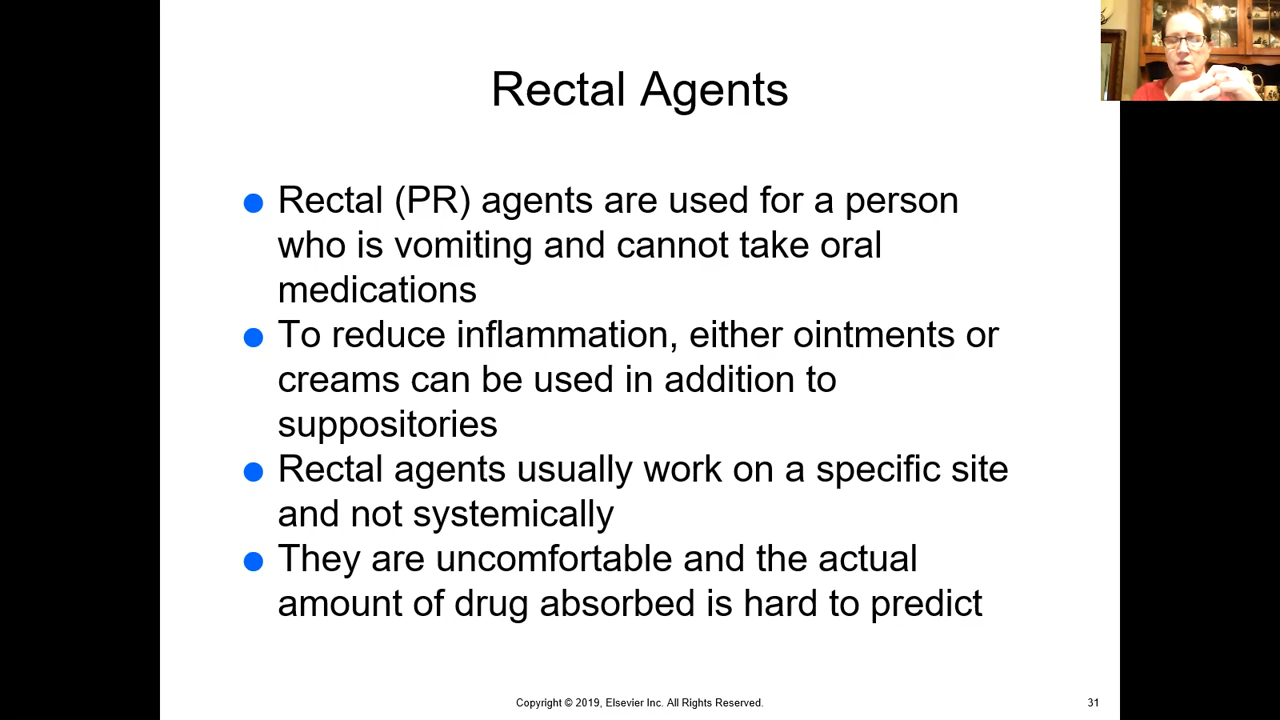 Rectal Agents
● Rectal (PR) agents are used for a person
who is vomiting and cannot take oral
medications
● To reduce inflammation, either ointments or
creams can be used in addition to
suppositories
● Rectal agents usually work on a specific site
and not systemically
● They are uncomfortable and the actual
amount of drug absorbed is hard to predict
Copyright © 2019, Elsevier Inc. All Rights Reserved.
31